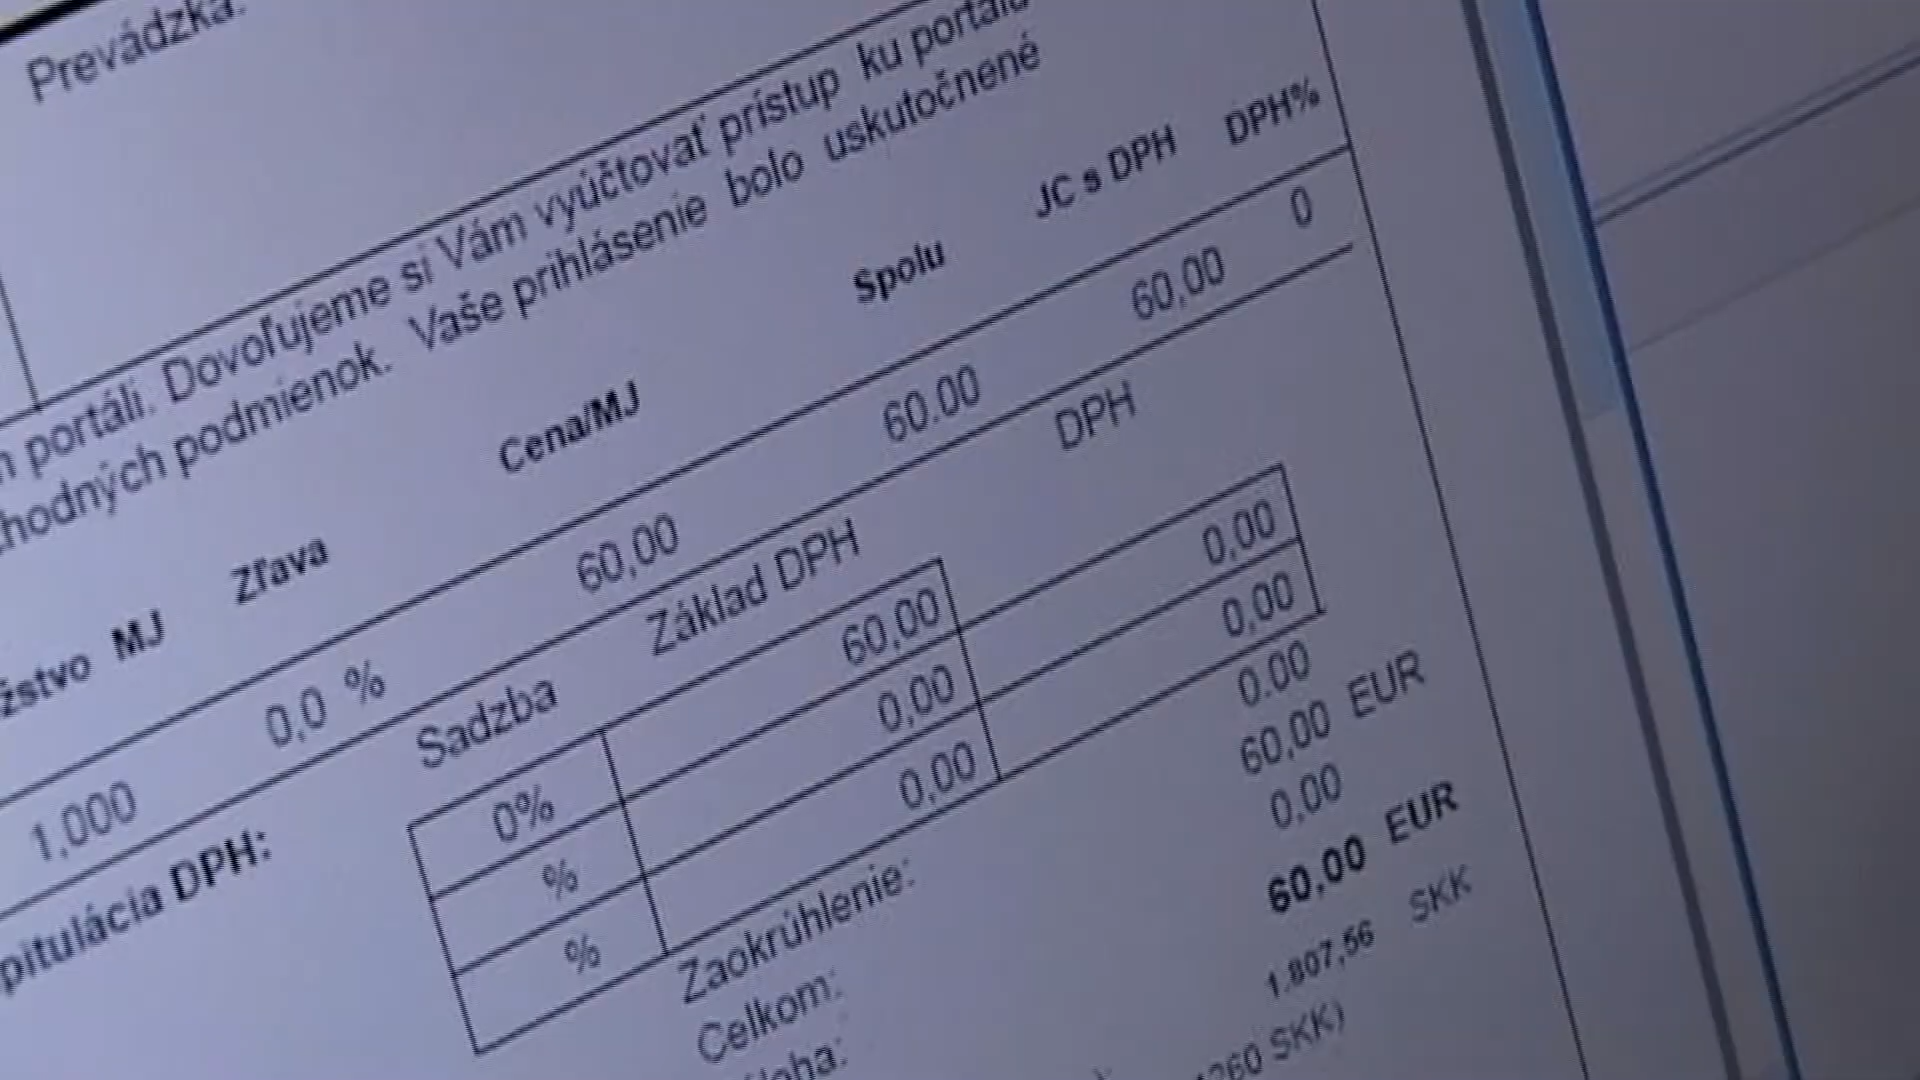 Prevádzka:
portáli. Dovoľujeme si Vám vyúčtovať prístup ku portálu
podmienok. Vaše prihlásenie bolo uskutočnené
MJ Zľava Cena/MJ Spolu JC s DPH DPH%
1,000 0,0 % 60,00 60.00 60,00 0
DPH: Sadzba Základ DPH DPH
0% 60,00 0,00
% 0,00 0,00
% 0,00 0.00
Zaokrúhlenie: 60,00 EUR
Celkom: 0,00
60,00 EUR
1.807,56 SKK
SKK)